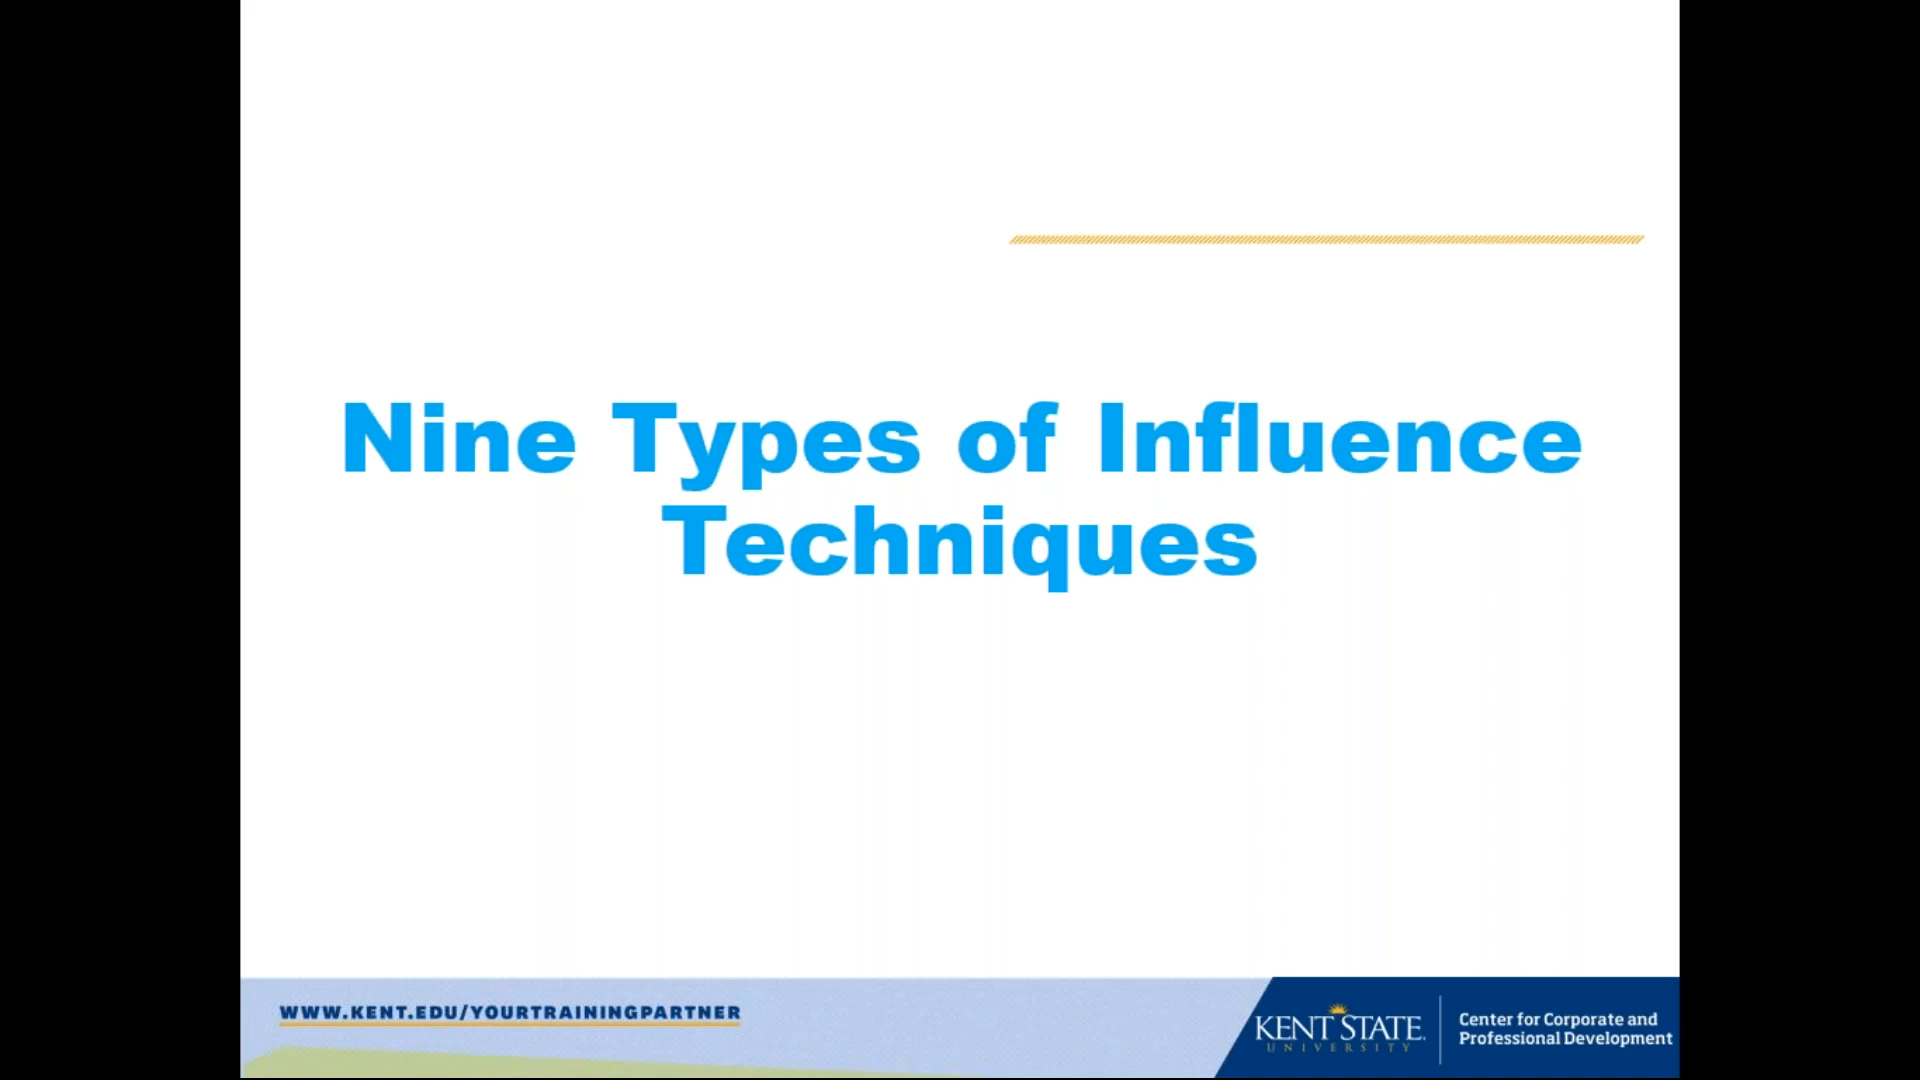 Nine Types of Influence
Techniques
WWW.KENT.EDU/YOURTRAININGPARTNER
KENT STATE
UNIVERSITY
Center for Corporate and
Professional Development